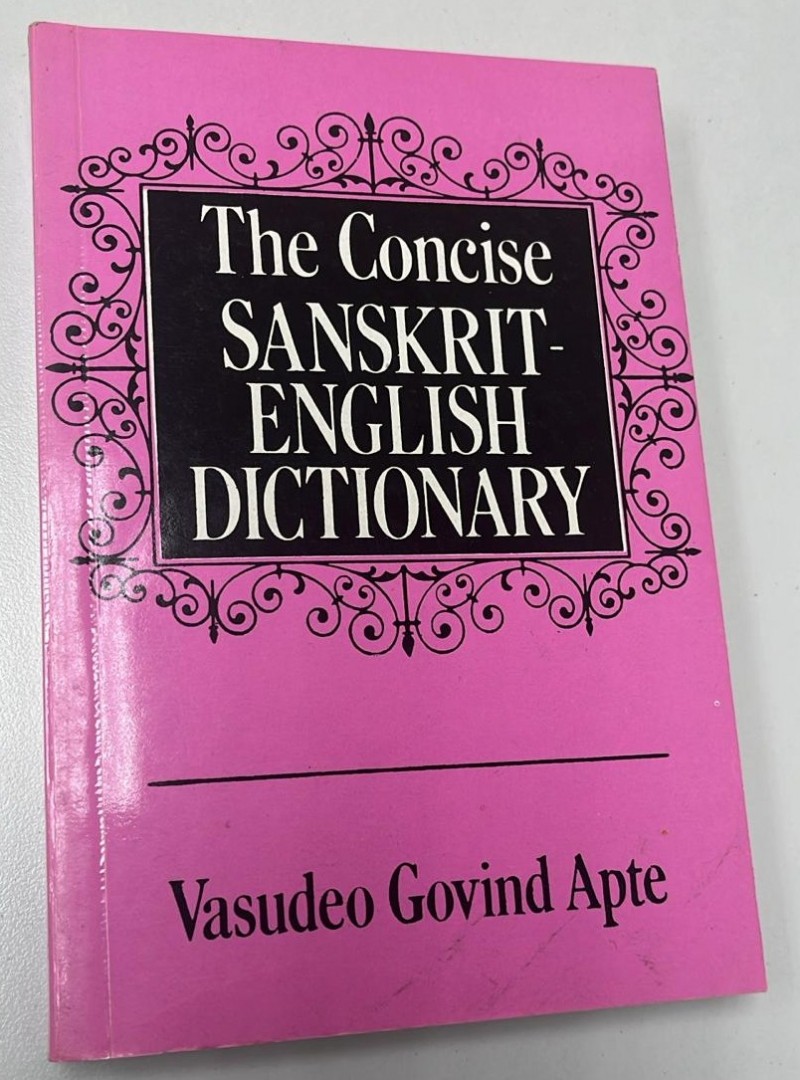 The Concise
SANSKRIT-
ENGLISH
DICTIONARY
Vasudeo Govind Apte